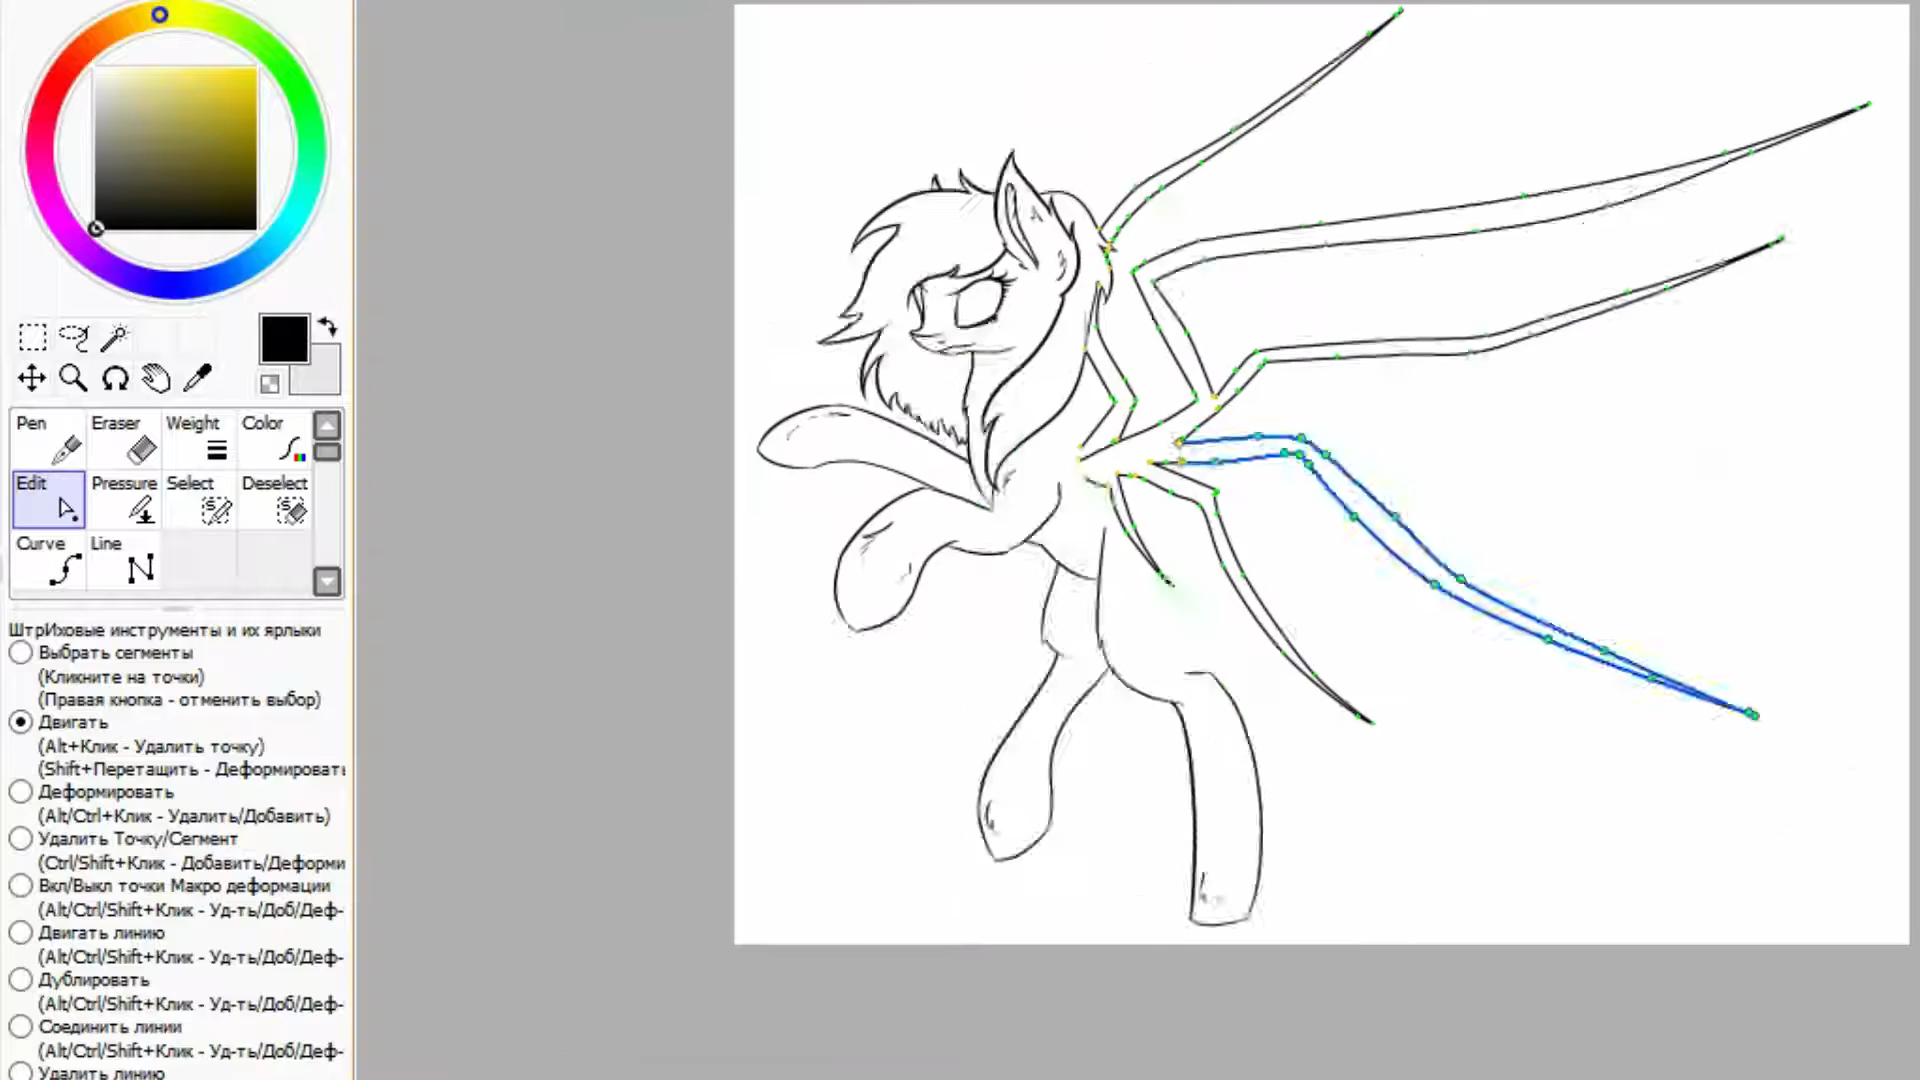 Pen Eraser Weight Color
Edit Pressure Select Deselect
Curve Line
ШтрИховые инструменты и их ярлыки
Выбрать сегменты
(Кликните на точки)
(Правая кнопка - отменить выбор)
Двигать
(Alt+Клик - Удалить точку)
(Shift+Перетащить - Деформировать
Деформировать
(Alt/Ctrl+Клик - Удалить/Добавить)
Удалить Точку/Сегмент
(Ctrl/Shift+Клик - Добавить/Деформи
Вкл/Выкл точки Макро деформации
(Alt/Ctrl/Shift+Клик - Уд-ть/Доб/Деф-
Двигать линию
(Alt/Ctrl/Shift+Клик - Уд-ть/Доб/Деф-
Дублировать
(Alt/Ctrl/Shift+Клик - Уд-ть/Доб/Деф-
Соединить линии
(Alt/Ctrl/Shift+Клик - Уд-ть/Доб/Деф-
Удалить линию